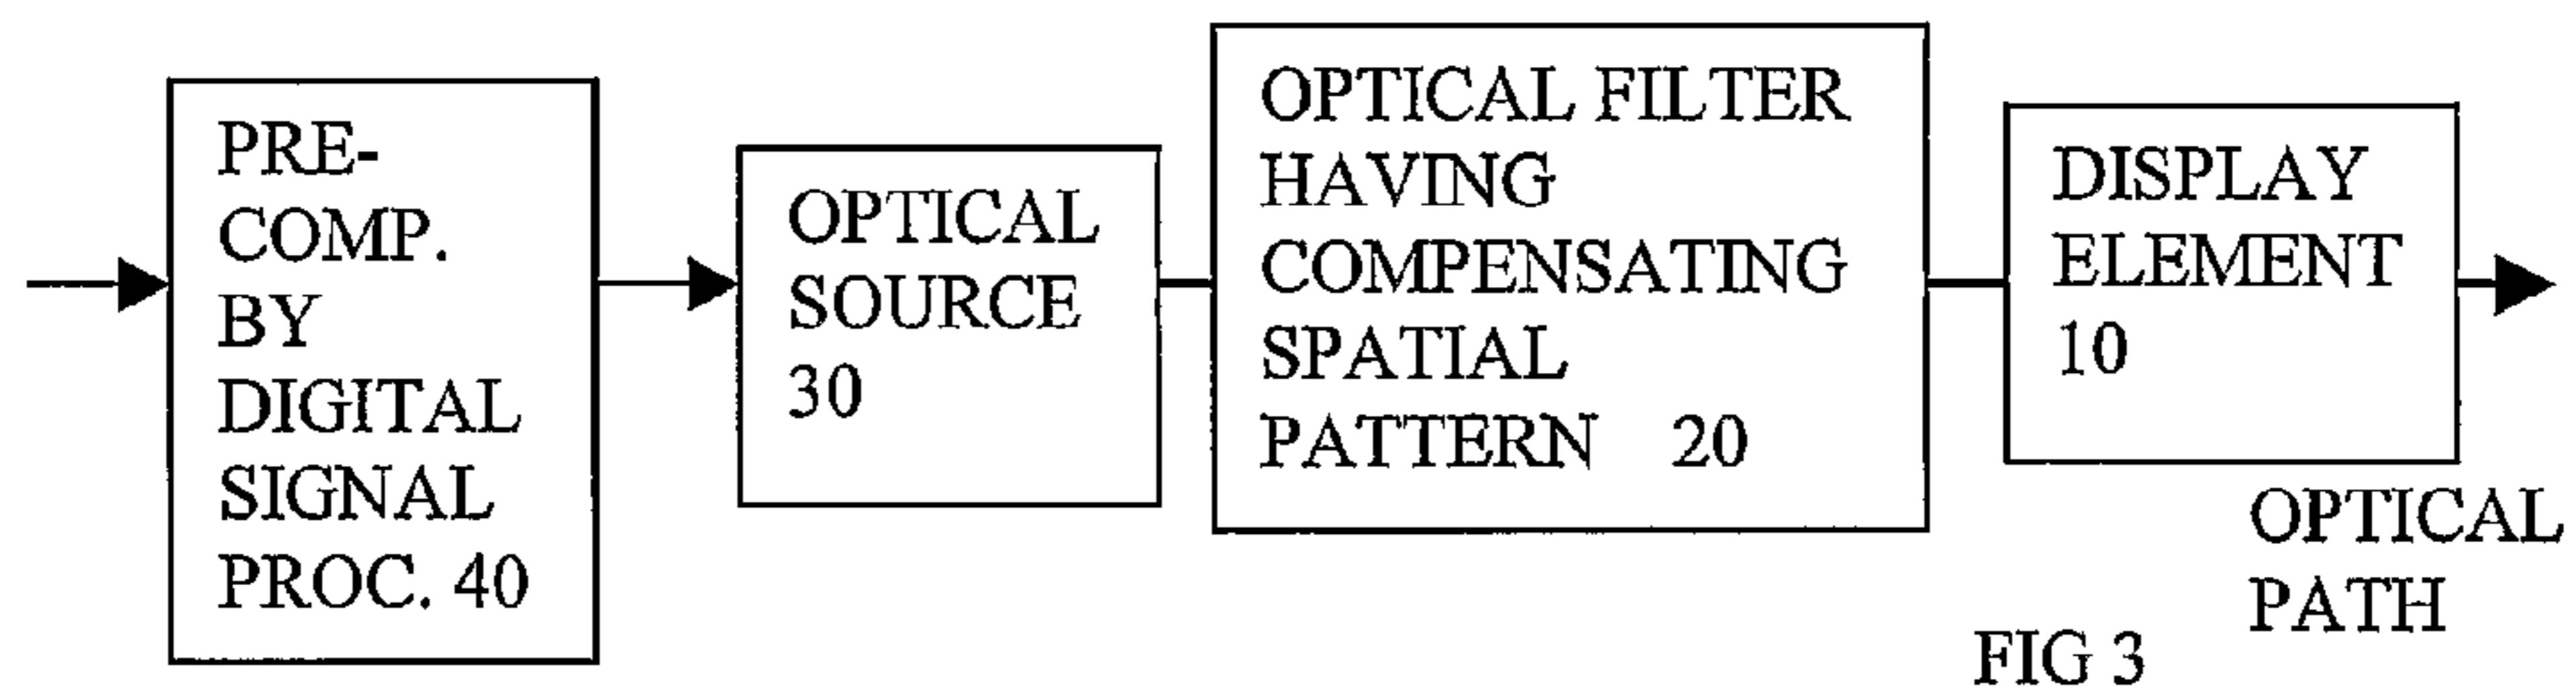 PRE-
COMP.
BY
DIGITAL
SIGNAL
PROC. 40
OPTICAL
SOURCE
30
OPTICAL FILTER
HAVING
COMPENSATING
SPATIAL
PATTERN 20
DISPLAY
ELEMENT
10
OPTICAL
PATH
FIG 3